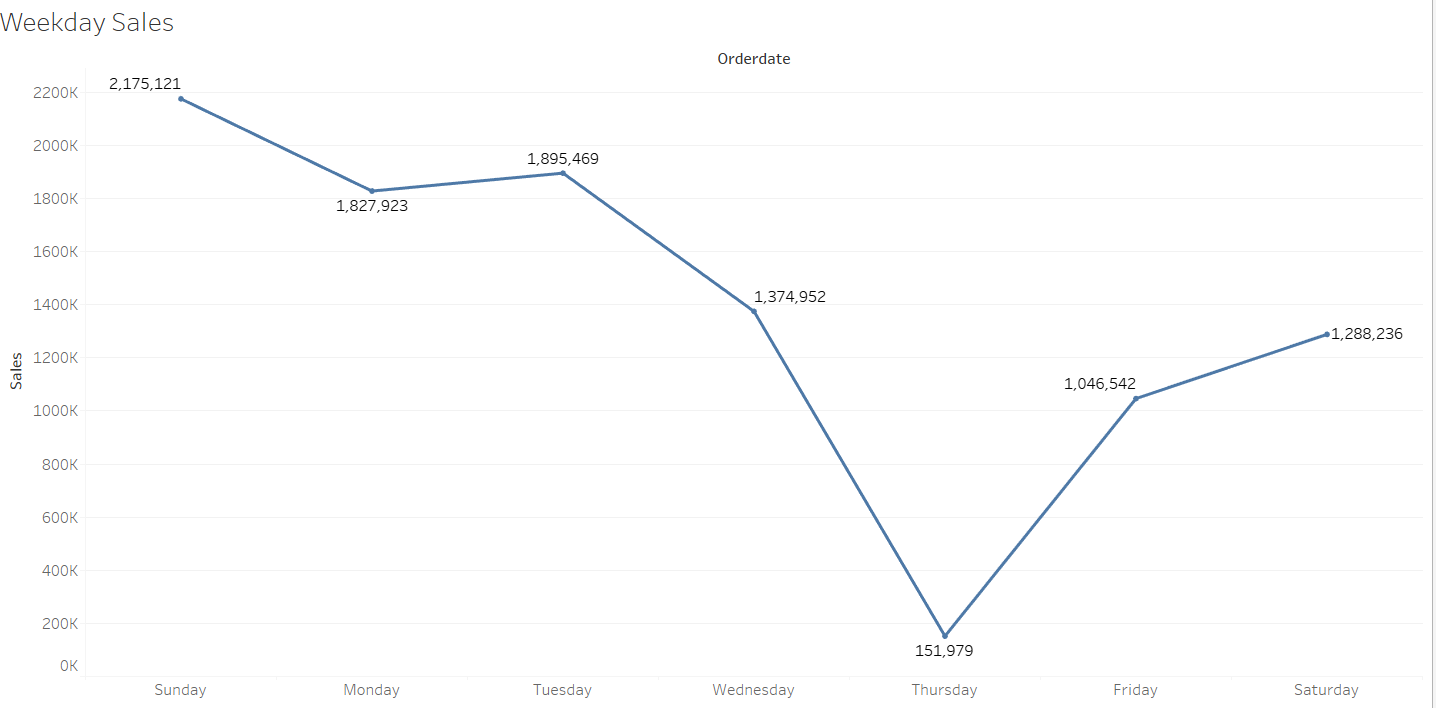 Weekday Sales
Orderdate
2200K
2000K
1800K
1600K
1400K
1200K
1000K
800K
600K
400K
200K
0K
Sales
2,175,121
1,827,923
1,895,469
1,374,952
151,979
1,046,542
1,288,236
Sunday
Monday
Tuesday
Wednesday
Thursday
Friday
Saturday